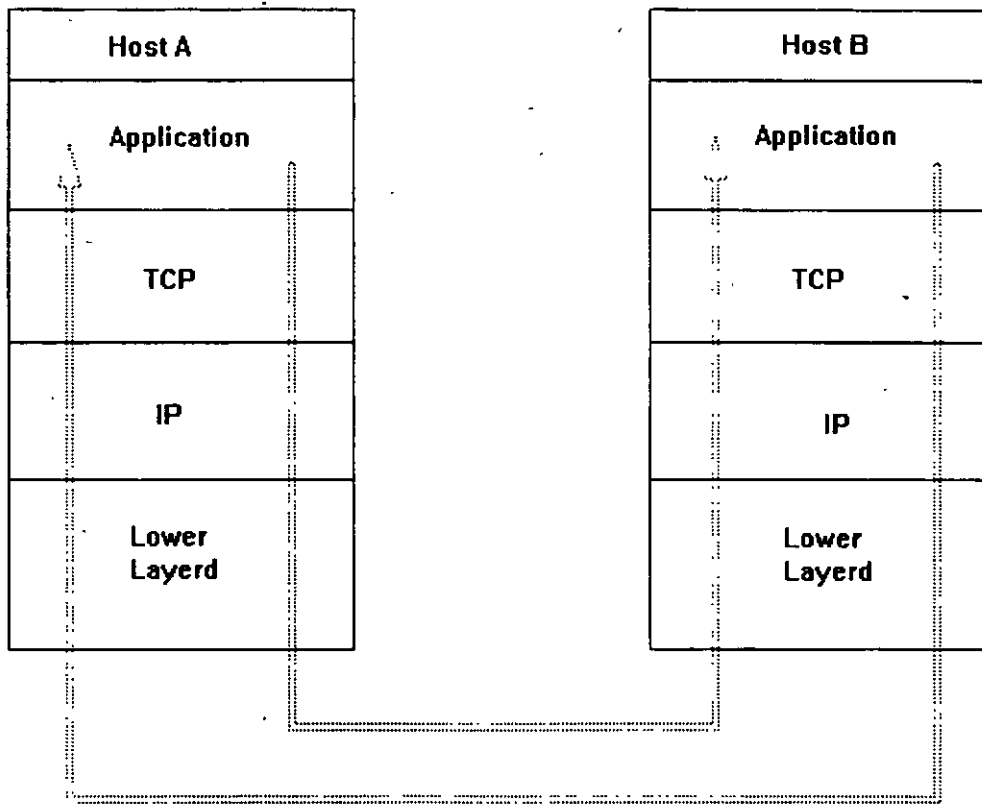 Host A
Application
TCP
IP
Lower
Layerd
Host B
Application
TCP
IP
Lower
Layerd